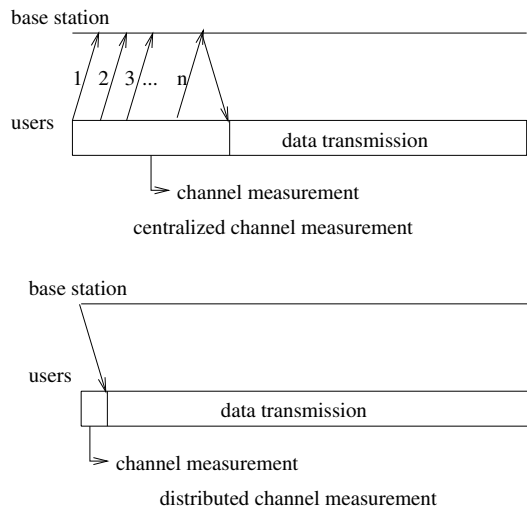 base station
1 2 3 ... n
users
data transmission
channel measurement
centralized channel measurement
base station
users
data transmission
channel measurement
distributed channel measurement